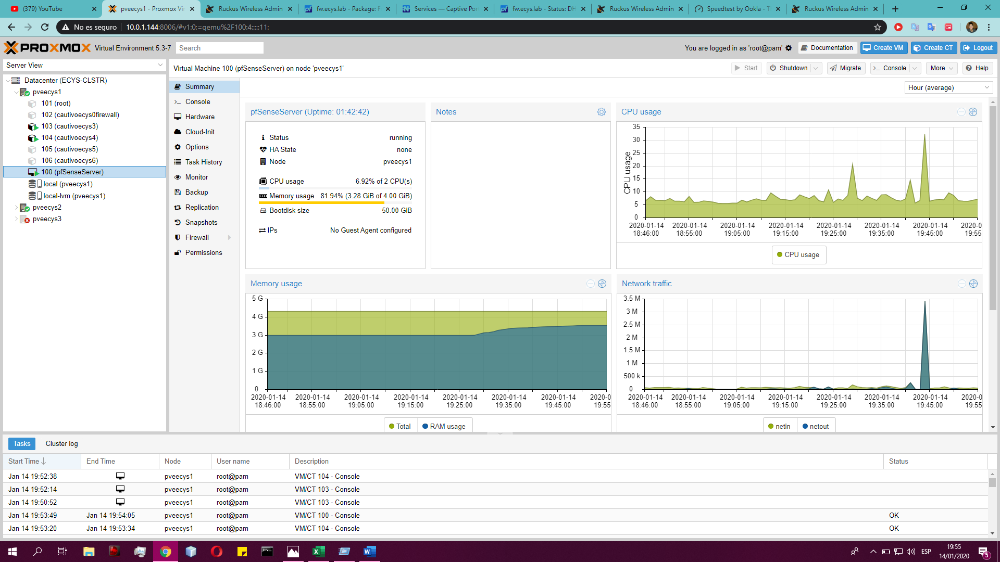 (379) YouTube
pveecys1 - Proxmox Vir
Ruckus Wireless Admin
fw.ecys.lab - Package: F
Services — Captive Port
fw.ecys.lab - Status: DH
Ruckus Wireless Admin
Speedtest by Ookla - Th
Ruckus Wireless Admin
No es seguro
10.0.1.144:8006/#v1:0:=qemu%2F100:4:::::11:
PROXMOX
Virtual Environment 5.3-7
Search
You are logged in as 'root@pam'
Documentation
Create VM
Create CT
Logout
Server View
Virtual Machine 100 (pfSenseServer) on node 'pveecys1'
Start
Shutdown
Migrate
Console
More
Help
Datacenter (ECYS-CLSTR)
pveecys1
101 (root)
102 (cautivoecys0firewall)
103 (cautivoecys3)
104 (cautivoecys4)
105 (cautivoecys5)
106 (cautivoecys6)
100 (pfSenseServer)
local (pveecys1)
local-lvm (pveecys1)
pveecys2
pveecys3
Summary
Console
Hardware
Cloud-Init
Options
Task History
Monitor
Backup
Replication
Snapshots
Firewall
Permissions
Hour (average)
pfSenseServer (Uptime: 01:42:42)
Status running
HA State none
Node pveecys1
CPU usage 6.92% of 2 CPU(s)
Memory usage 81.94% (3.28 GiB of 4.00 GiB)
Bootdisk size 50.00 GiB
IPs No Guest Agent configured
Notes
CPU usage
35
30
25
20
15
10
5
0
CPU usage
2020-01-14 2020-01-14 2020-01-14 2020-01-14 2020-01-14 2020-01-14 2020-01-14 2020-0
18:46:00 18:55:00 19:05:00 19:15:00 19:25:00 19:35:00 19:45:00 19:55
CPU usage
Memory usage
5 G
4 G
3 G
2 G
1 G
0
2020-01-14 2020-01-14 2020-01-14 2020-01-14 2020-01-14 2020-01-14 2020-01-14 2020-0
18:46:00 18:55:00 19:05:00 19:15:00 19:25:00 19:35:00 19:45:00 19:55
Total
RAM usage
Network traffic
3.5 M
3 M
2.5 M
2 M
1.5 M
1 M
500 k
0
2020-01-14 2020-01-14 2020-01-14 2020-01-14 2020-01-14 2020-01-14 2020-01-14 2020-0
18:46:00 18:55:00 19:05:00 19:15:00 19:25:00 19:35:00 19:45:00 19:55
netin
netout
Tasks
Cluster log
Start Time End Time Node User name Description Status
Jan 14 19:52:38 pveecys1 root@pam VM/CT 104 - Console
Jan 14 19:52:14 pveecys1 root@pam VM/CT 103 - Console
Jan 14 19:50:52 pveecys1 root@pam VM/CT 103 - Console
Jan 14 19:53:49 Jan 14 19:54:05 pveecys1 root@pam VM/CT 100 - Console OK
Jan 14 19:53:20 Jan 14 19:53:34 pveecys1 root@pam VM/CT 104 - Console OK
ESP
19:55
14/01/2020
5